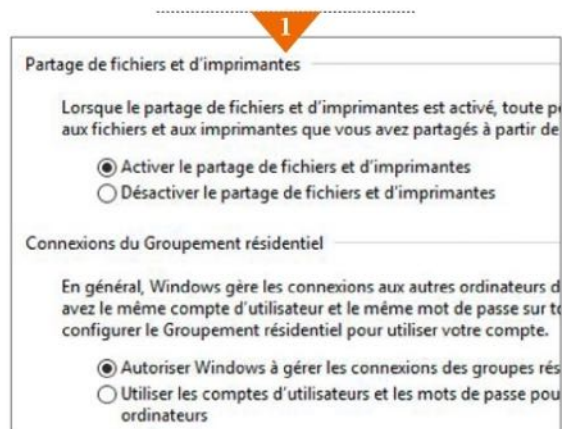 1
Partage de fichiers et d'imprimantes
Lorsque le partage de fichiers et d'imprimantes est activé, toute
aux fichiers et aux imprimantes que vous avez partagés à partir de
Activer le partage de fichiers et d'imprimantes
Désactiver le partage de fichiers et d'imprimantes
Connexions du Groupement résidentiel
En général, Windows gère les connexions aux autres ordinateurs
avez le même compte d'utilisateur et le même mot de passe sur
configurer le Groupement résidentiel pour utiliser votre compte.
Autoriser Windows à gérer les connexions des groupes
Utiliser les comptes d'utilisateurs et les mots de passe
ordinateurs